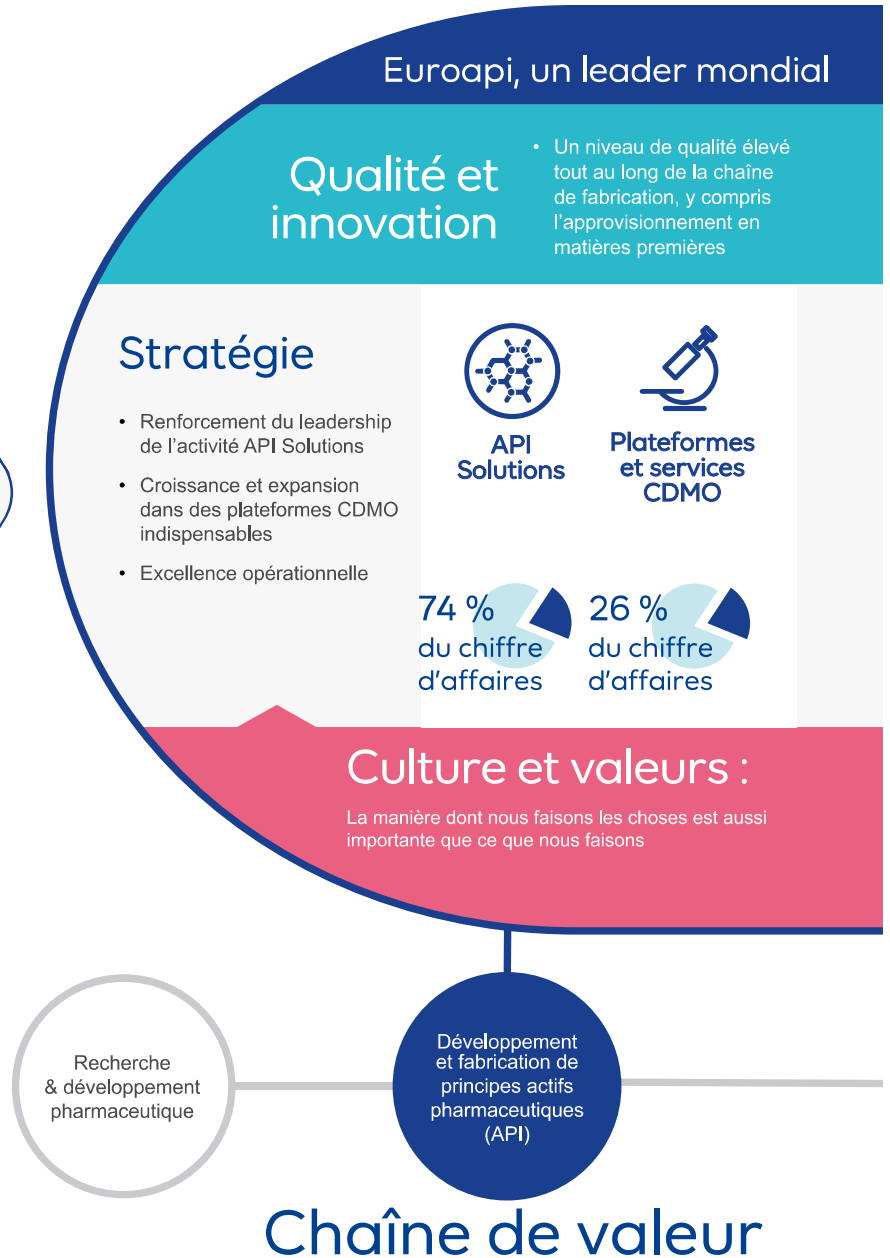 Euroapi, un leader mondial
Qualité et
innovation
• Un niveau de qualité élevé
tout au long de la chaîne
de fabrication, y compris
l'approvisionnement en
matières premières
Stratégie
• Renforcement du leadership
de l'activité API Solutions
• Croissance et expansion
dans des plateformes CDMO
indispensables
• Excellence opérationnelle
API
Solutions
Plateformes
et services
CDMO
74 %
du chiffre
d'affaires
26 %
du chiffre
d'affaires
Culture et valeurs :
La manière dont nous faisons les choses est aussi
importante que ce que nous faisons
Recherche
& développement
pharmaceutique
Développement
et fabrication de
principes actifs
pharmaceutiques
(API)
Chaîne de valeur